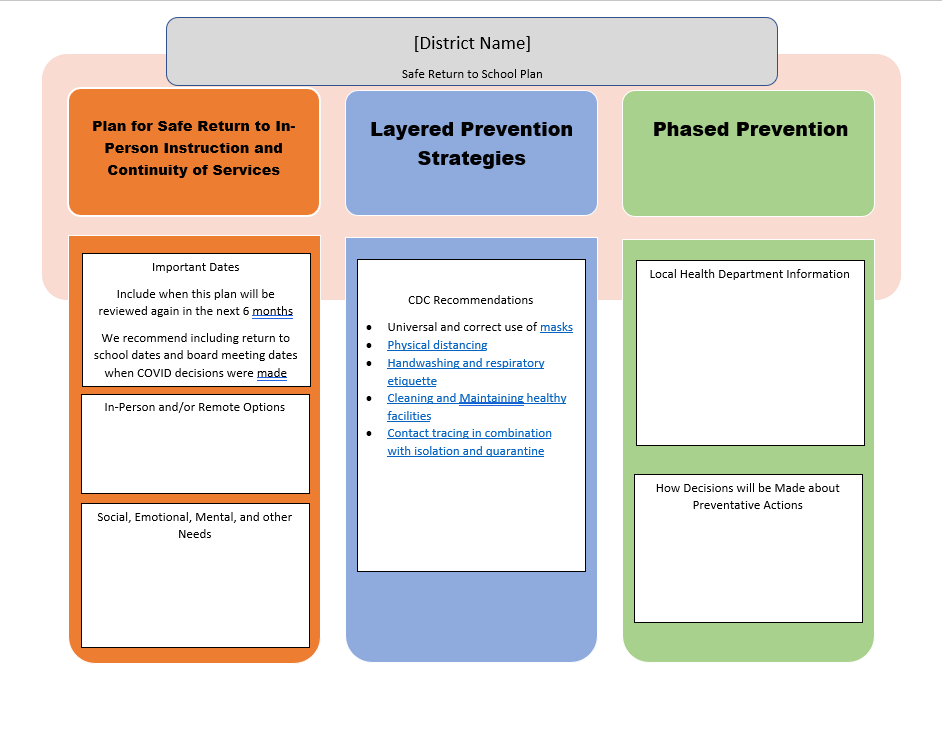 [District Name]
Safe Return to School Plan
Plan for Safe Return to In-
Person Instruction and
Continuity of Services
Important Dates
Include when this plan will be
reviewed again in the next 6 months
We recommend including return to
school dates and board meeting dates
when COVID decisions were made
In-Person and/or Remote Options
Social, Emotional, Mental, and other
Needs
Layered Prevention
Strategies
CDC Recommendations
• Universal and correct use of masks
• Physical distancing
• Handwashing and respiratory
etiquette
• Cleaning and Maintaining healthy
facilities
• Contact tracing in combination
with isolation and quarantine
Phased Prevention
Local Health Department Information
How Decisions will be Made about
Preventative Actions